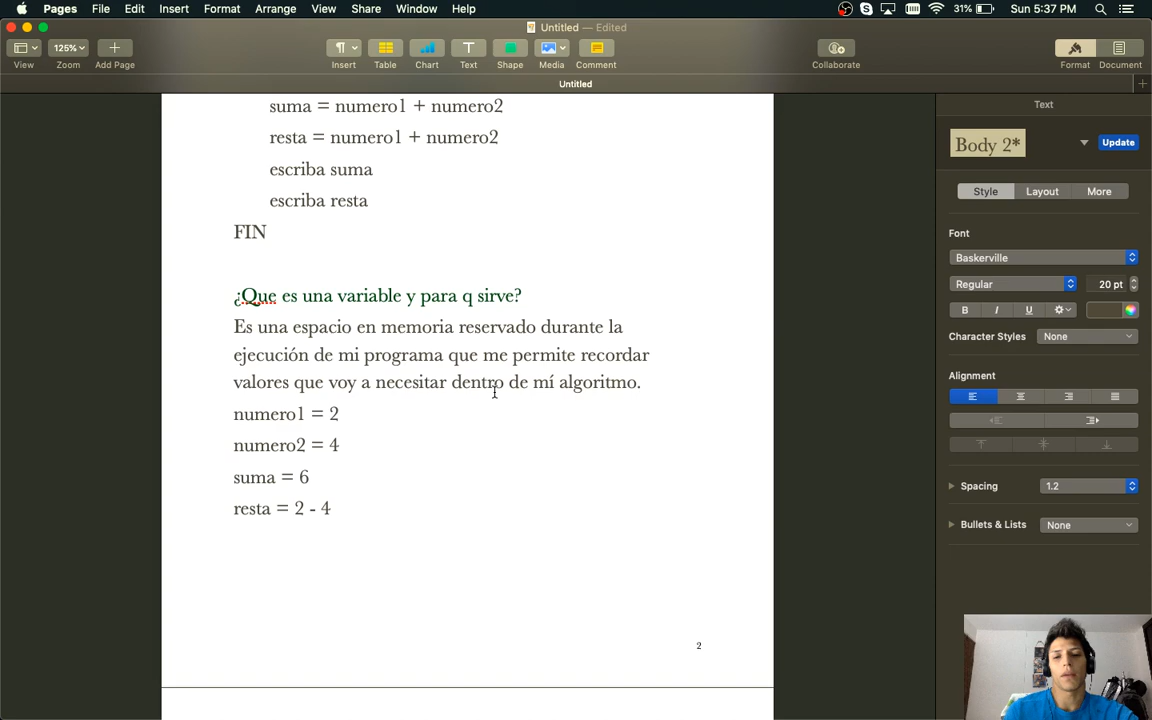 Pages File Edit Insert Format Arrange View Share Window Help 31% Sun 5:37 PM
Untitled — Edited
125%
View Zoom Add Page Insert Table Chart Text Shape Media Comment Collaborate Format Document
Untitled
suma = numero1 + numero2
resta = numero1 + numero2
escriba suma
escriba resta
FIN
¿Que es una variable y para q sirve?
Es una espacio en memoria reservado durante la
ejecución de mi programa que me permite recordar
valores que voy a necesitar dentro de mí algoritmo.
numero1 = 2
numero2 = 4
suma = 6
resta = 2 - 4
2
Text
Body 2* Update
Style Layout More
Font
Baskerville
Regular 20 pt
B I U
Character Styles None
Alignment
Spacing 1.2
Bullets & Lists None